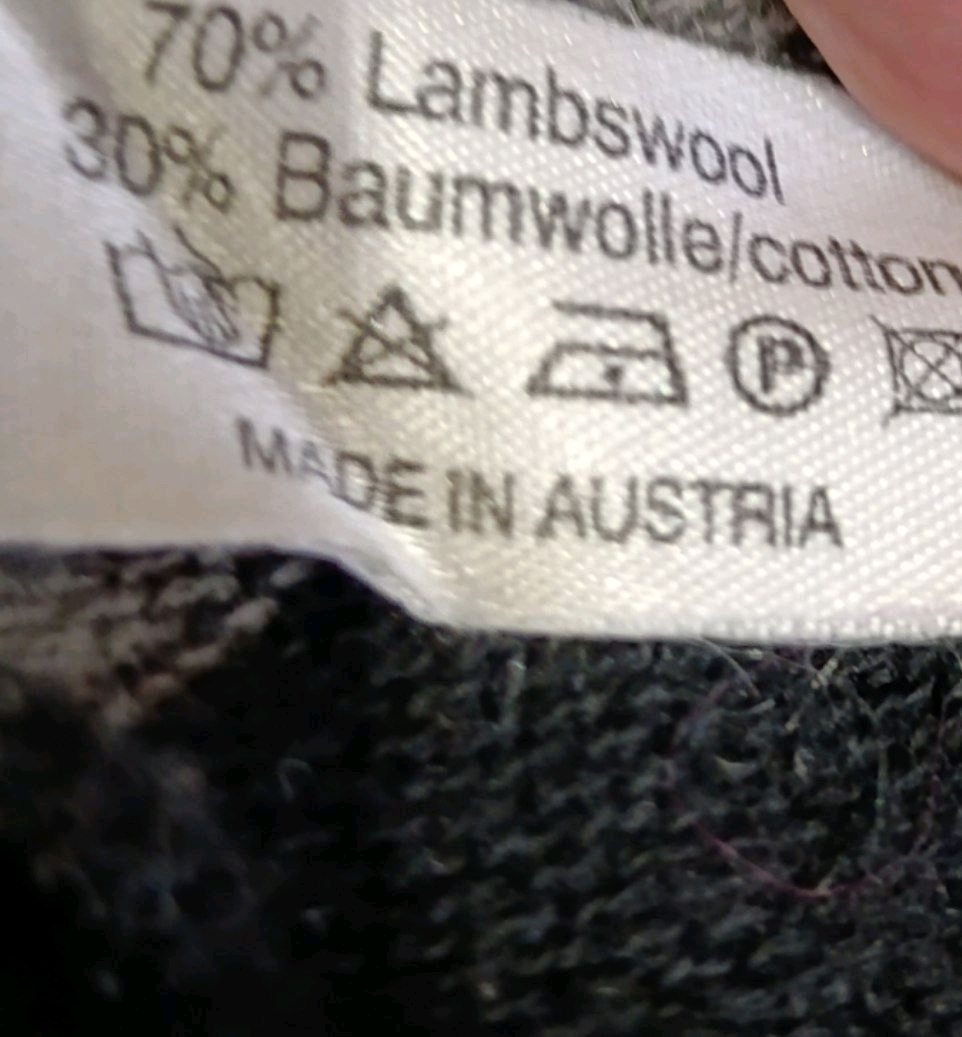 70% Lambswool
30% Baumwolle/cotton
P
MADE IN AUSTRIA